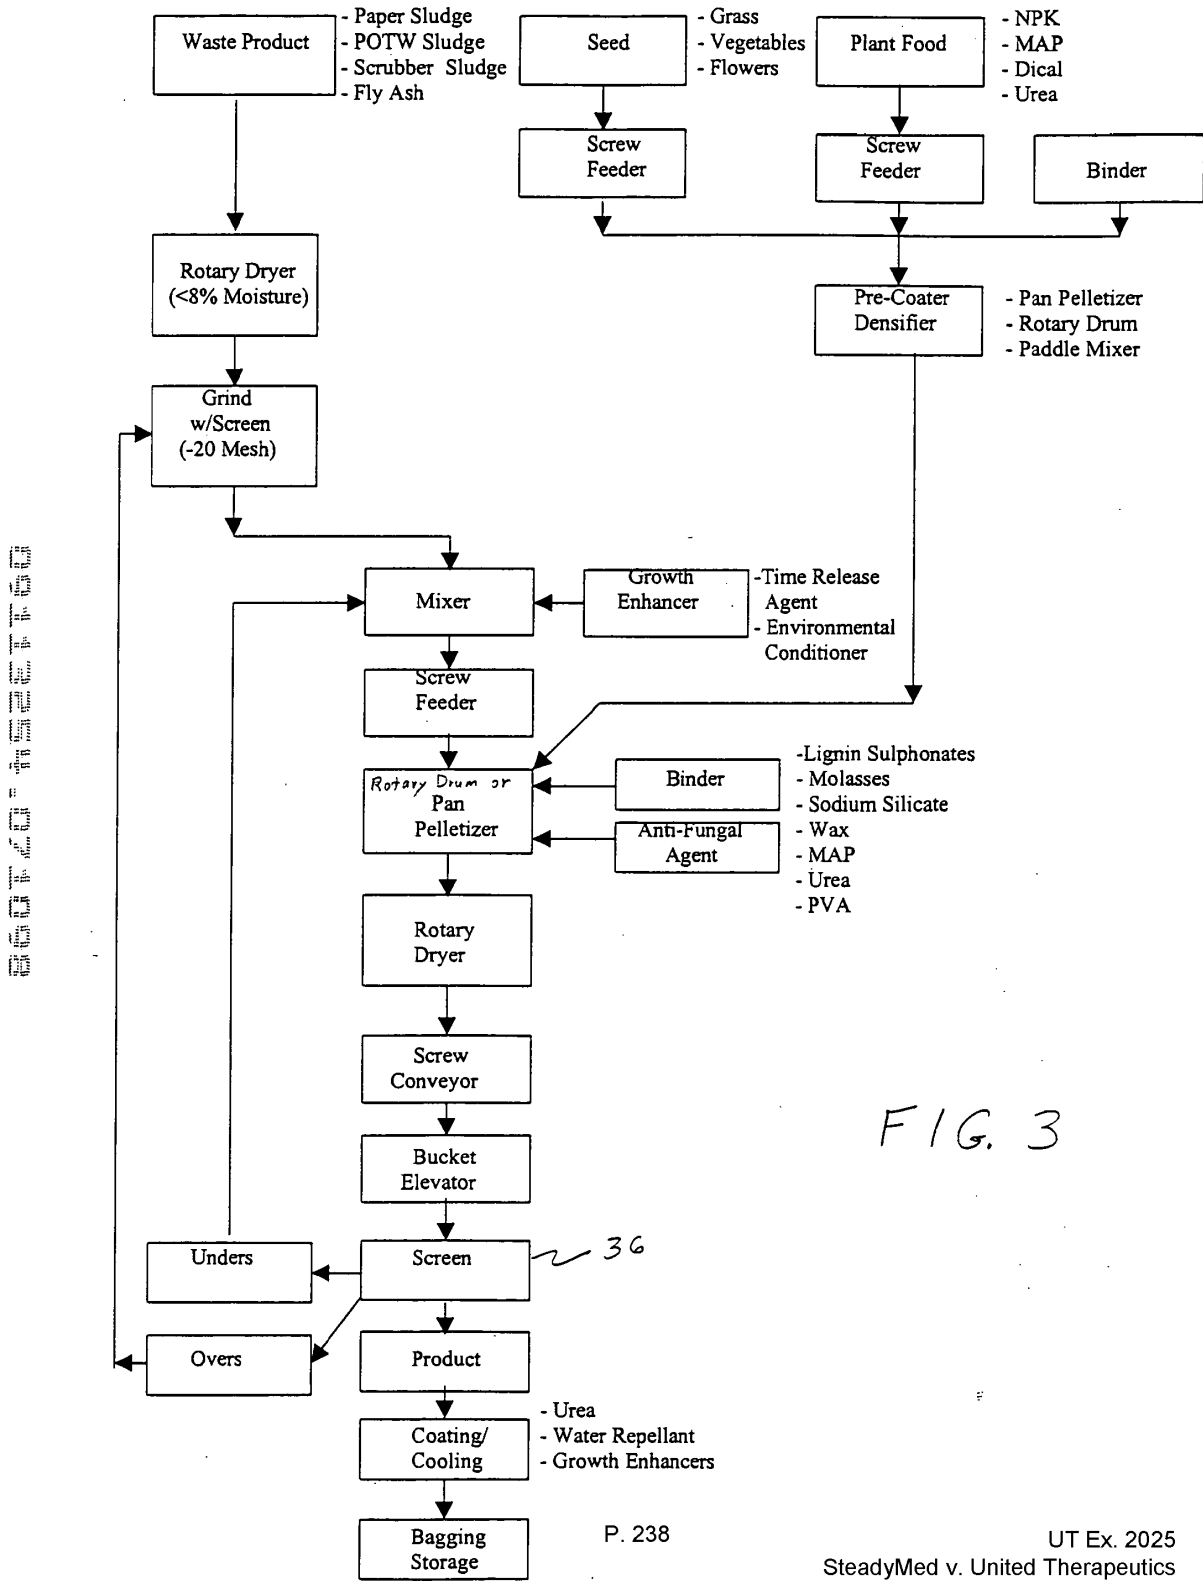 Waste Product
- Paper Sludge
- POTW Sludge
- Scrubber Sludge
- Fly Ash
Seed
- Grass
- Vegetables
- Flowers
Plant Food
- NPK
- MAP
- Dical
- Urea
Screw
Feeder
Screw
Feeder
Binder
Rotary Dryer
(<8% Moisture)
Pre-Coater
Densifier
- Pan Pelletizer
- Rotary Drum
- Paddle Mixer
Grind
w/Screen
(-20 Mesh)
Mixer
Growth
Enhancer
-Time Release
Agent
- Environmental
Conditioner
Screw
Feeder
Rotary Drum or
Pan
Pelletizer
Binder
Anti-Fungal
Agent
-Lignin Sulphonates
- Molasses
- Sodium Silicate
- Wax
- MAP
- Urea
- PVA
Rotary
Dryer
Screw
Conveyor
Bucket
Elevator
FIG. 3
Unders
Screen
36
Overs
Product
Coating/
Cooling
- Urea
- Water Repellant
- Growth Enhancers
Bagging
Storage
P. 238
UT Ex. 2025
SteadyMed v. United Therapeutics